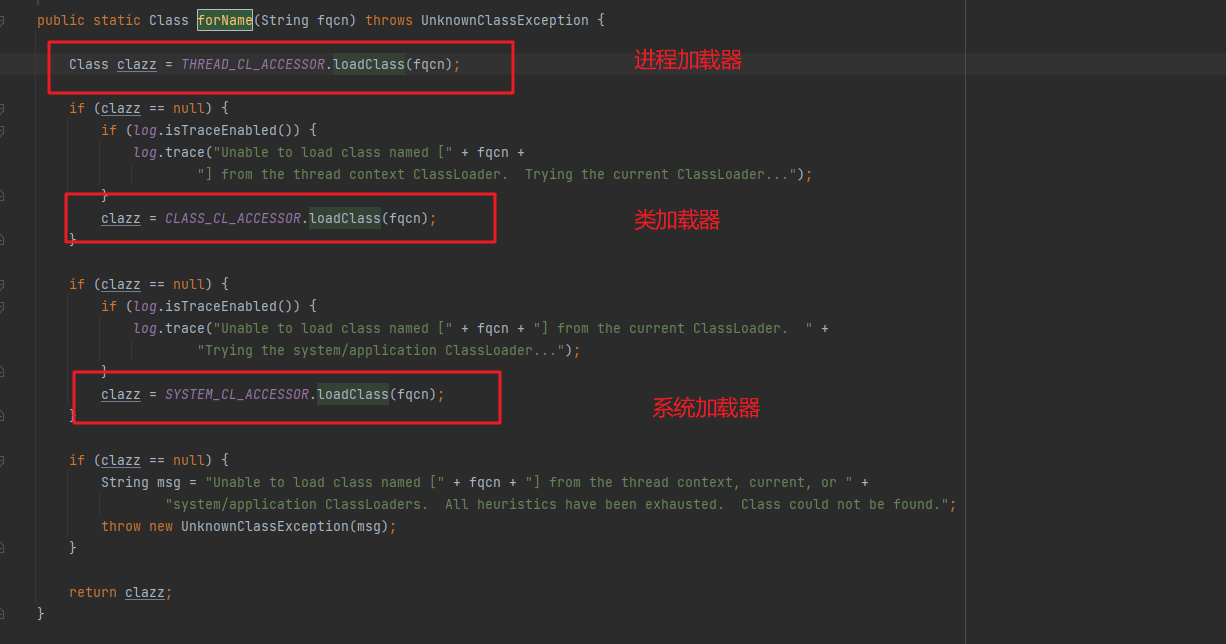 public static Class forName(String fqcn) throws UnknownClassException {
Class clazz = THREAD_CL_ACCESSOR.loadClass(fqcn); 进程加载器
if (clazz == null) {
if (log.isTraceEnabled()) {
log.trace("Unable to load class named [" + fqcn +
"] from the thread context ClassLoader.  Trying the current ClassLoader...");
}
clazz = CLASS_CL_ACCESSOR.loadClass(fqcn); 类加载器
}
if (clazz == null) {
if (log.isTraceEnabled()) {
log.trace("Unable to load class named [" + fqcn + "] from the current ClassLoader.  " +
"Trying the system/application ClassLoader...");
}
clazz = SYSTEM_CL_ACCESSOR.loadClass(fqcn); 系统加载器
}
if (clazz == null) {
String msg = "Unable to load class named [" + fqcn + "] from the thread context, current, or " +
"system/application ClassLoaders.  All heuristics have been exhausted.  Class could not be found.";
throw new UnknownClassException(msg);
}
return clazz;
}